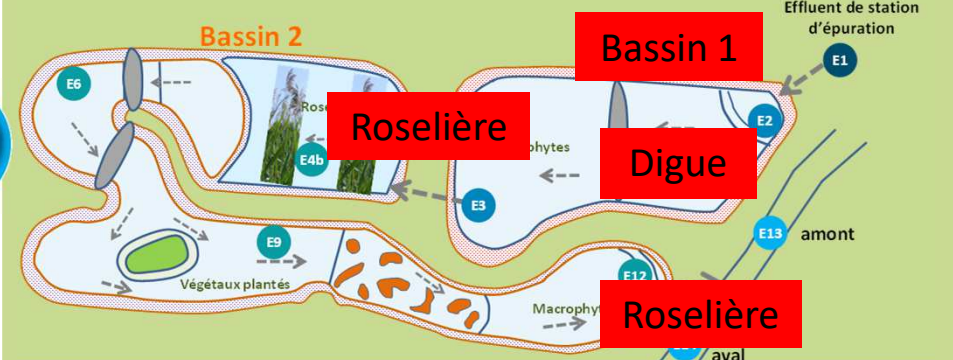 Effluent de station
d'épuration
Bassin 2
Bassin 1
E1
E6
E2
Roselière
E4b
Digue
E3
E13
amont
E9
Végétaux plantés
E12
Roselière
aval